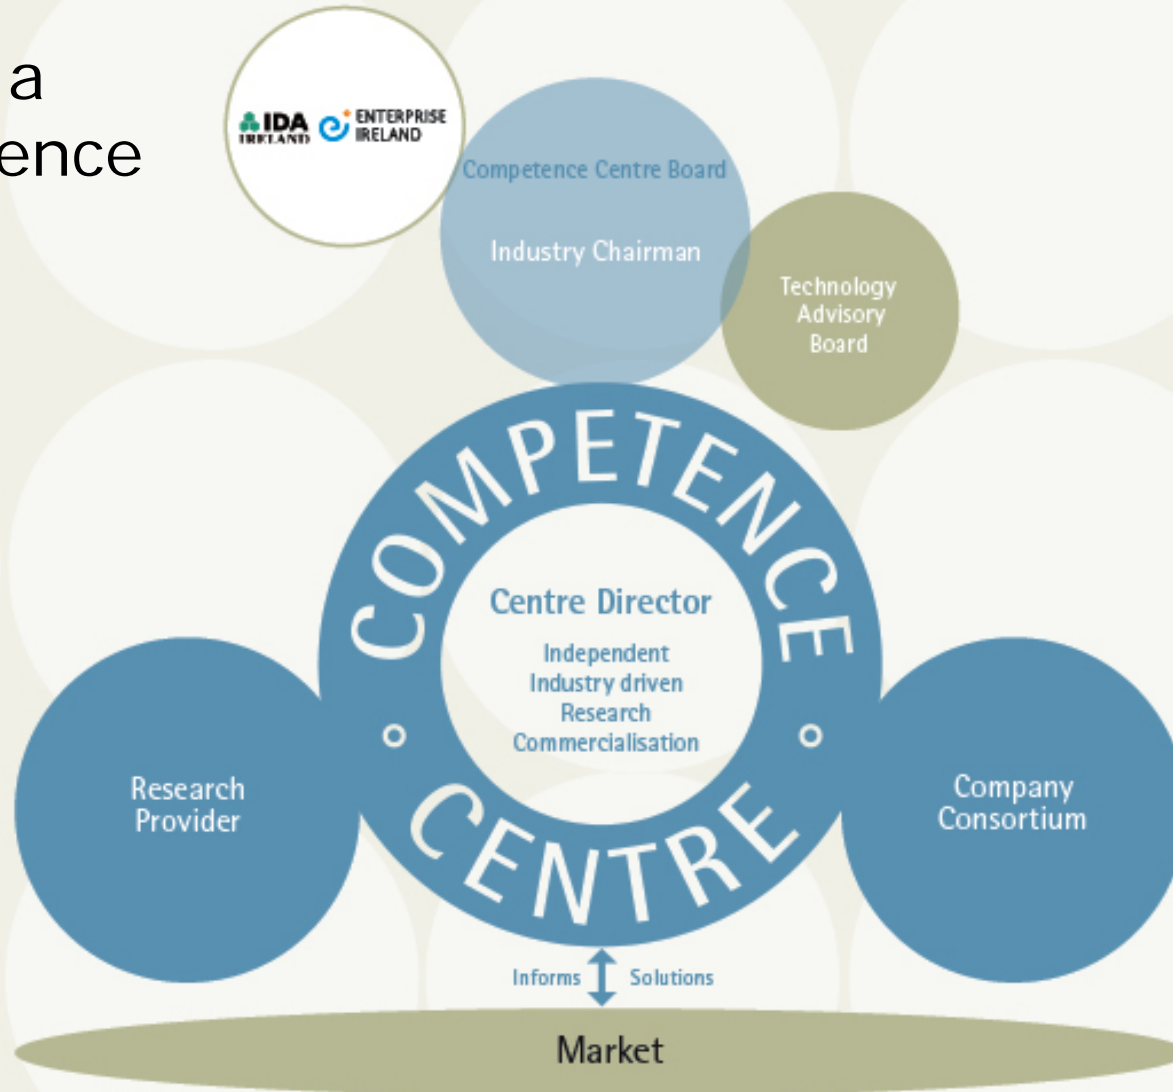 a
ence
IDA
IRELAND
ENTERPRISE
IRELAND
Competence Centre Board
Industry Chairman
Technology
Advisory
Board
COMPETENCE
Centre Director
Independent
Industry driven
Research
Commercialisation
Research
Provider
Company
Consortium
CENTRE
Informs Solutions
Market